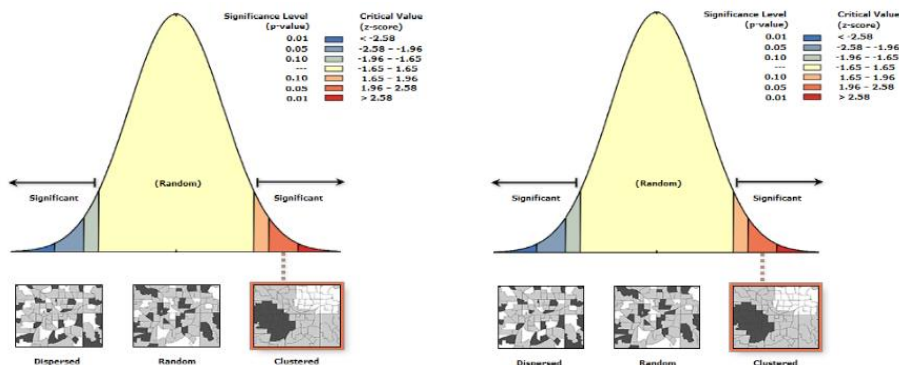 Significance Level Critical Value
(p-value) (z-score)
0.01 < -2.58
0.05 -2.58 – -1.96
0.10 -1.96 – -1.65
--- -1.65 – 1.65
0.10 1.65 – 1.96
0.05 1.96 – 2.58
0.01 > 2.58
Significant (Random) Significant
Dispersed Random Clustered
Significance Level Critical Value
(p-value) (z-score)
0.01 < -2.58
0.05 -2.58 – -1.96
0.10 -1.96 – -1.65
--- -1.65 – 1.65
0.10 1.65 – 1.96
0.05 1.96 – 2.58
0.01 > 2.58
Significant (Random) Significant
Dispersed Random Clustered